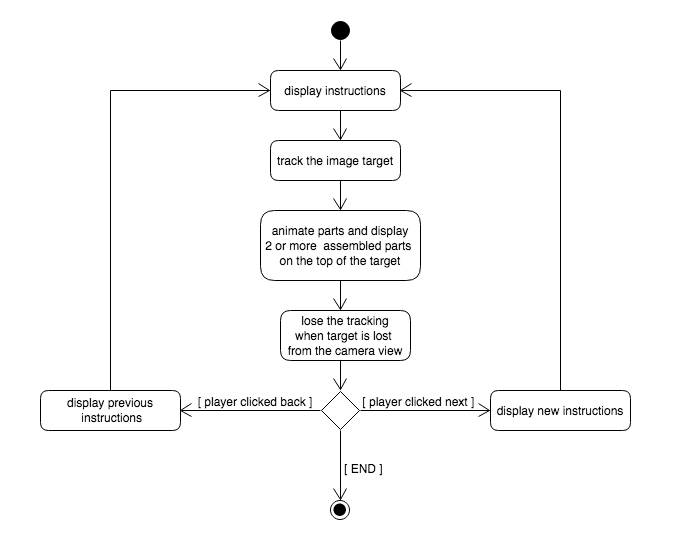 display instructions
track the image target
animate parts and display
2 or more assembled parts
on the top of the target
lose the tracking
when target is lost
from the camera view
display previous
instructions
[ player clicked back ]
[ player clicked next ]
display new instructions
[ END ]